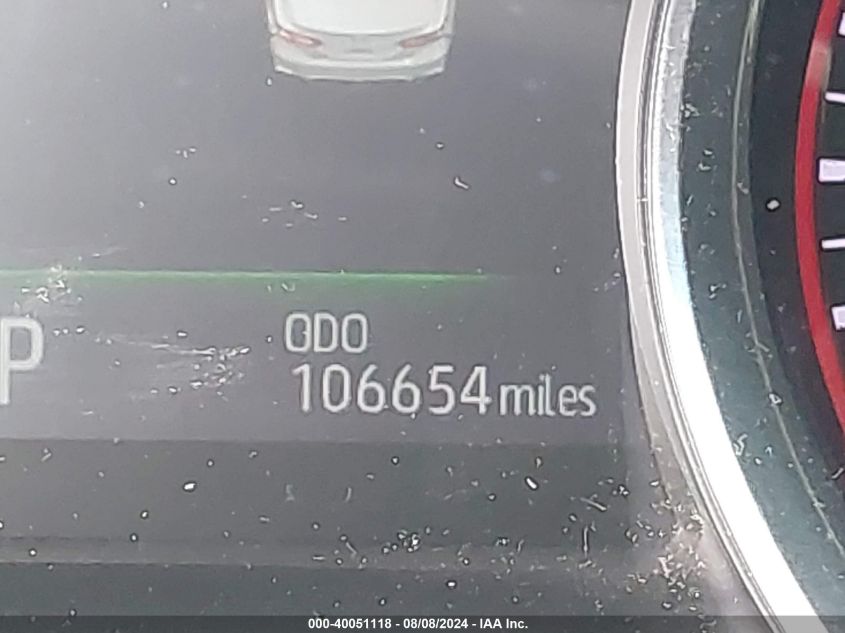 P
ODO
106654 miles
000-40051118 - 08/08/2024 - IAA Inc.